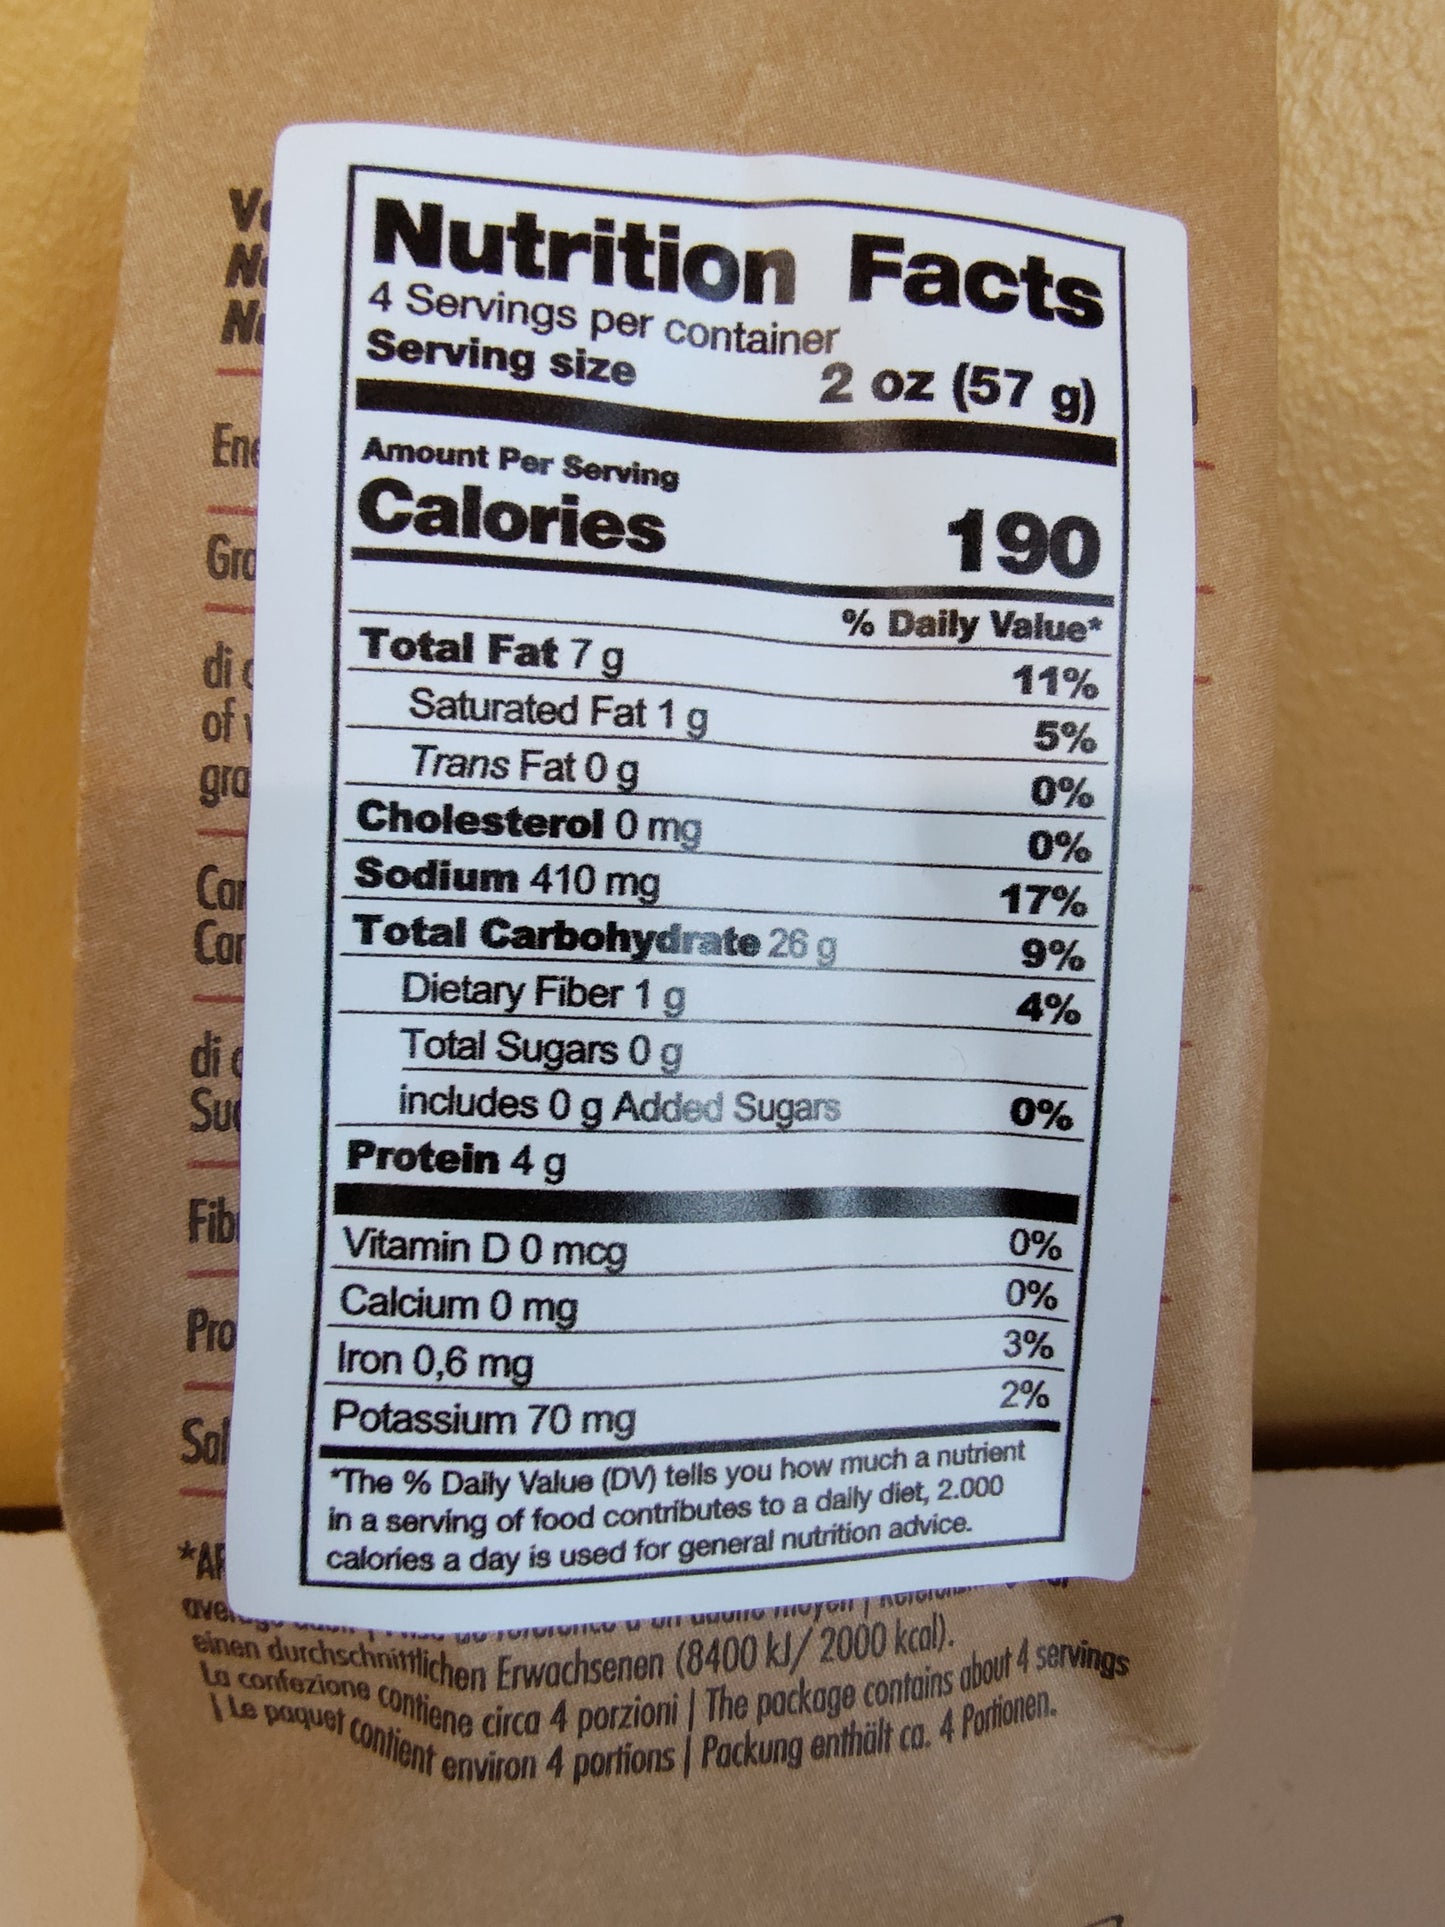 Nutrition Facts
4 Servings per container
Serving size 2 oz (57 g)
Amount Per Serving
Calories 190
% Daily Value*
Total Fat 7 g 11%
Saturated Fat 1 g 5%
Trans Fat 0 g 0%
Cholesterol 0 mg 0%
Sodium 410 mg 17%
Total Carbohydrate 26 g 9%
Dietary Fiber 1 g 4%
Total Sugars 0 g
includes 0 g Added Sugars 0%
Protein 4 g
Vitamin D 0 mcg 0%
Calcium 0 mg 0%
Iron 0,6 mg 3%
Potassium 70 mg 2%
*The % Daily Value (DV) tells you how much a nutrient
in a serving of food contributes to a daily diet, 2.000
calories a day is used for general nutrition advice.
einen durchschnittlichen Erwachsenen (8400 kJ/ 2000 kcal).
La confezione contiene circa 4 porzioni | The package contains about 4 servings
| Le paquet contient environ 4 portions | Packung enthält ca. 4 Portionen.